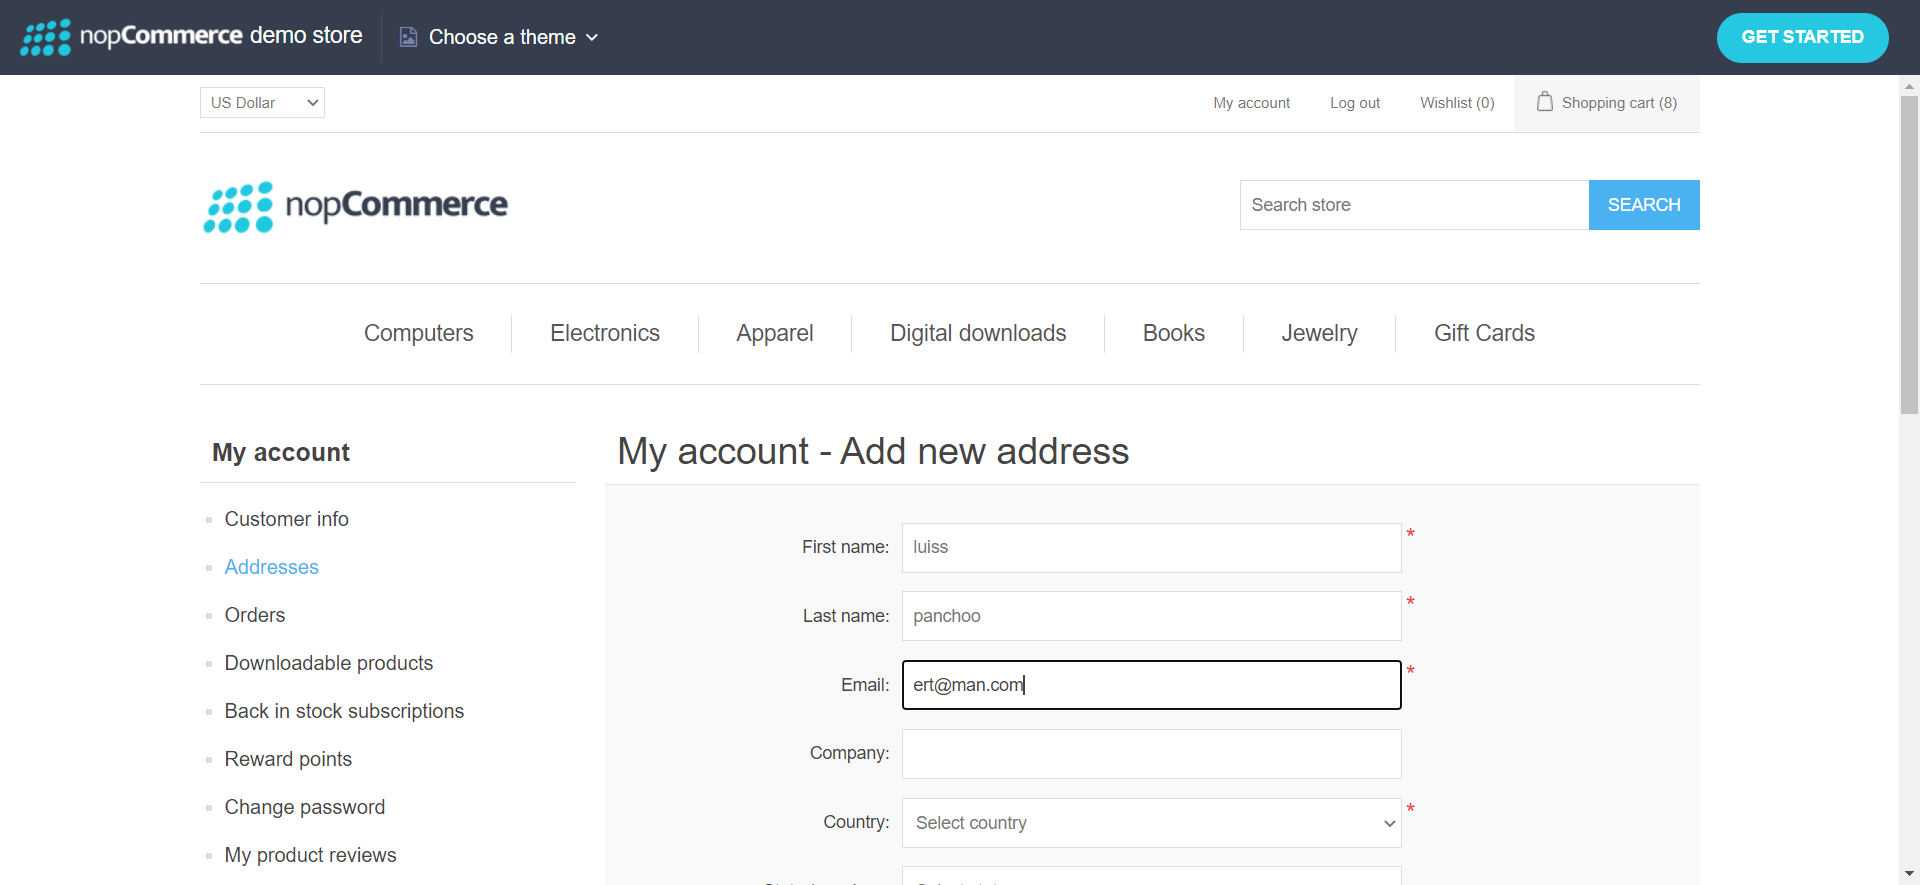 nopCommerce demo store
Choose a theme
GET STARTED
US Dollar
My account
Log out
Wishlist (0)
Shopping cart (8)
nopCommerce
Search store
SEARCH
Computers
Electronics
Apparel
Digital downloads
Books
Jewelry
Gift Cards
My account
Customer info
Addresses
Orders
Downloadable products
Back in stock subscriptions
Reward points
Change password
My product reviews
My account - Add new address
First name: luiss *
Last name: panchoo *
Email: ert@man.com *
Company:
Country: Select country *